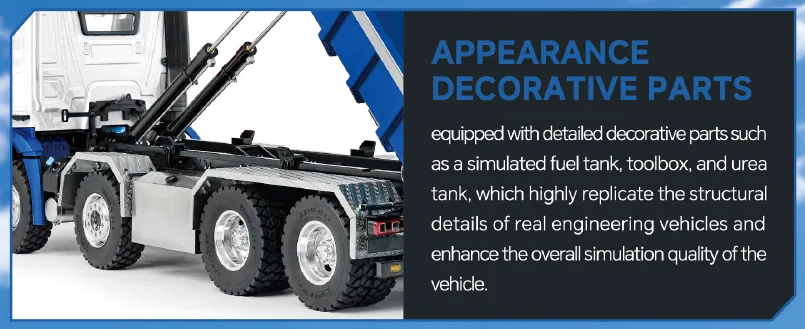 APPEARANCE
DECORATIVE PARTS
equipped with detailed decorative parts such
as a simulated fuel tank, toolbox, and urea
tank, which highly replicate the structural
details of real engineering vehicles and
enhance the overall simulation quality of the
vehicle.